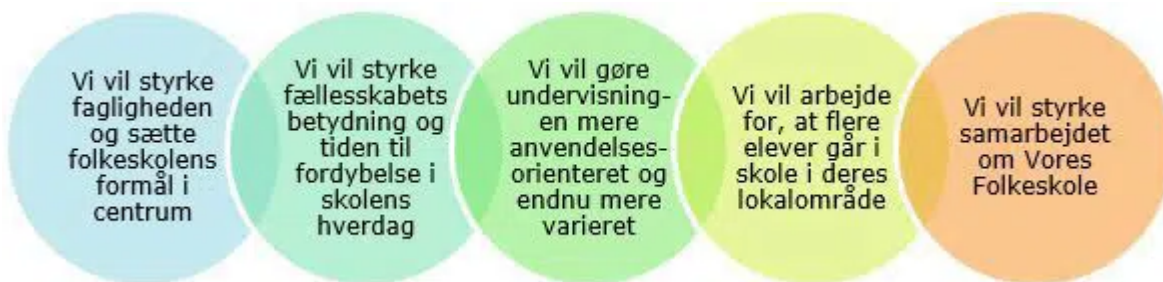 Vi vil styrke
fagligheden
og sætte
folkeskolens
formål i
centrum
Vi vil styrke
fællesskabets
betydning og
tiden til
fordybelse i
skolens
hverdag
Vi vil gøre
undervisning-
en mere
anvendelses-
orienteret og
endnu mere
varieret
Vi vil arbejde
for, at flere
elever går i
skole i deres
lokalområde
Vi vil styrke
samarbejdet
om Vores
Folkeskole